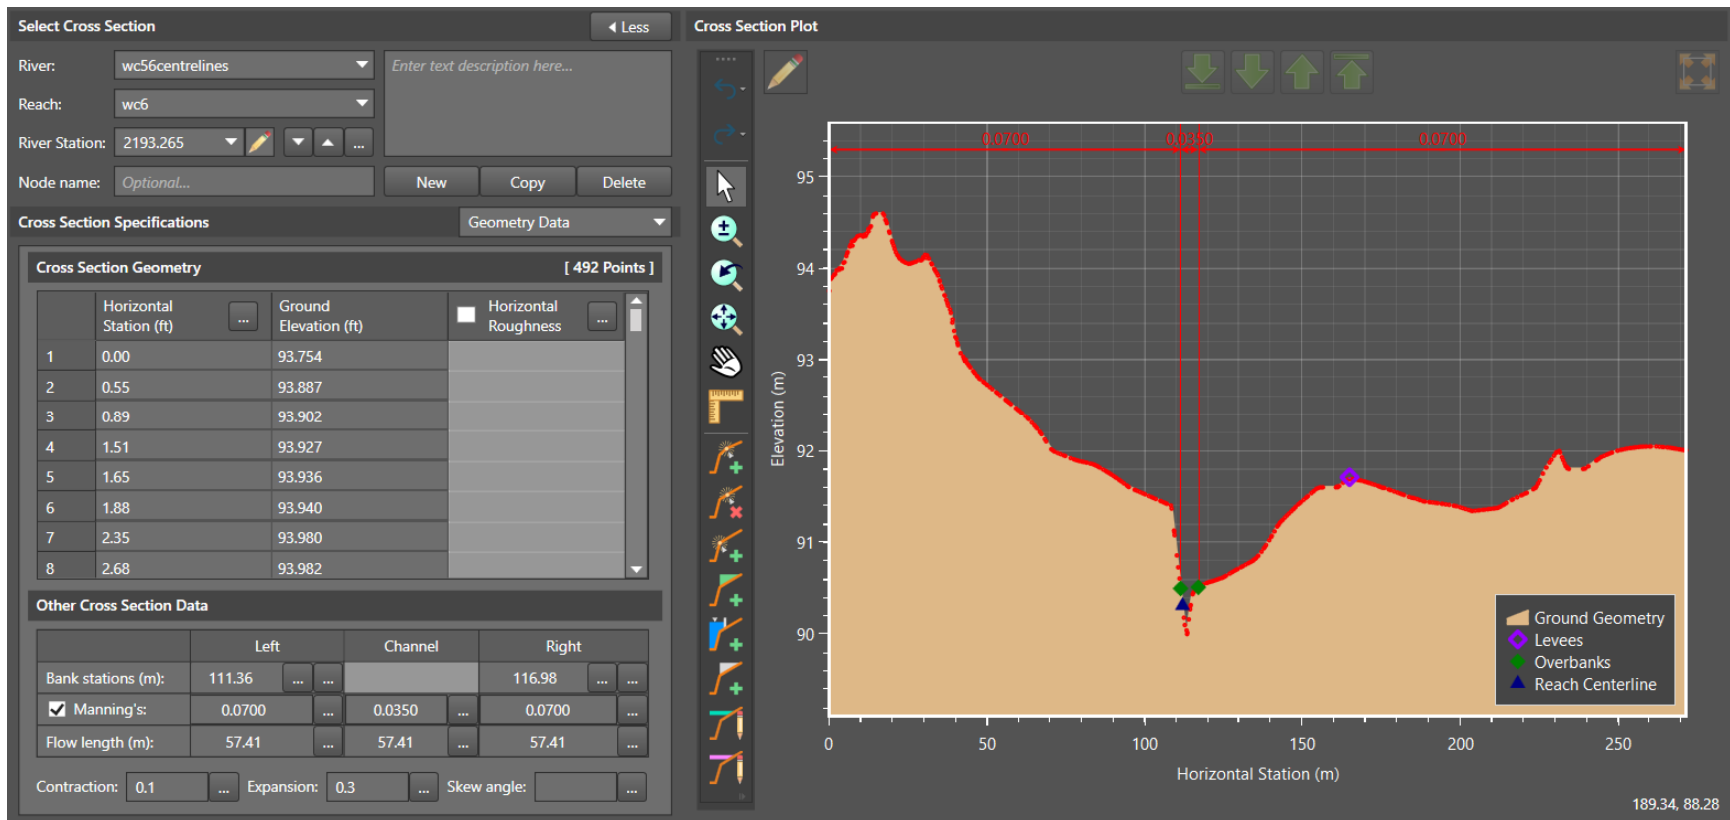 Select Cross Section
Less
River:
wc56centrelines
Enter text description here...
Reach:
wc6
River Station:
2193.265
...
Node name:
Optional...
New
Copy
Delete
Cross Section Specifications
Geometry Data
Cross Section Geometry
[ 492 Points ]
Horizontal Station (ft)
...
Ground Elevation (ft)
Horizontal Roughness
...
1 0.00 93.754
2 0.55 93.887
3 0.89 93.902
4 1.51 93.927
5 1.65 93.936
6 1.88 93.940
7 2.35 93.980
8 2.68 93.982
Other Cross Section Data
Left Channel Right
Bank stations (m): 111.36 ... ... 116.98 ... ...
Manning's: 0.0700 ... 0.0350 ... 0.0700 ...
Flow length (m): 57.41 ... 57.41 ... 57.41 ...
Contraction: 0.1 ... Expansion: 0.3 ... Skew angle: ...
Cross Section Plot
0.0700 0.0350 0.0700
95
94
93
92
91
90
Elevation (m)
Ground Geometry
Levees
Overbanks
Reach Centerline
0 50 100 150 200 250
Horizontal Station (m)
189.34, 88.28